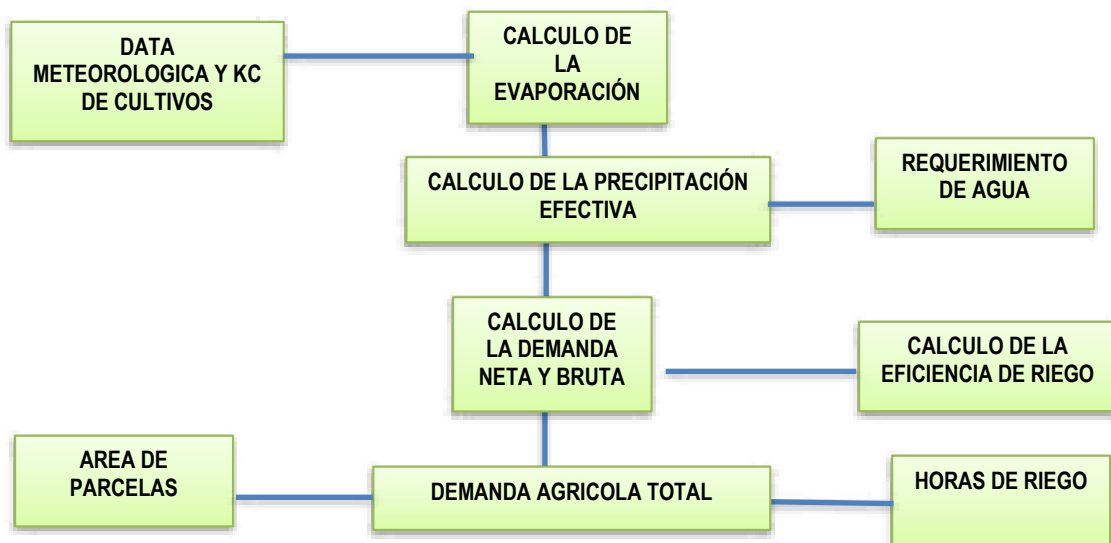 DATA
METEOROLOGICA Y KC
DE CULTIVOS
CALCULO DE
LA
EVAPORACIÓN
CALCULO DE LA PRECIPITACIÓN
EFECTIVA
REQUERIMIENTO
DE AGUA
CALCULO DE
LA DEMANDA
NETA Y BRUTA
CALCULO DE LA
EFICIENCIA DE RIEGO
AREA DE
PARCELAS
DEMANDA AGRICOLA TOTAL
HORAS DE RIEGO